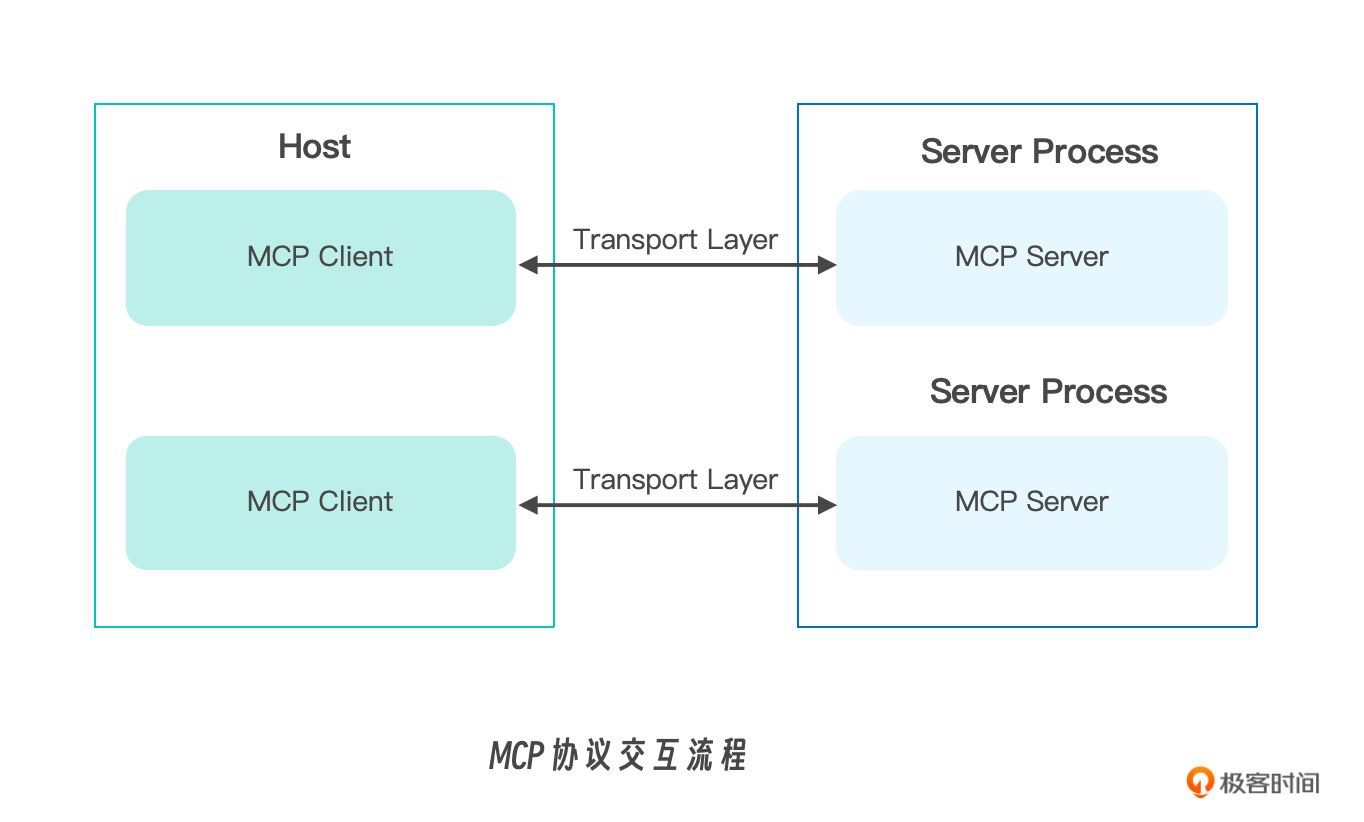 Host
Server Process
MCP Client
Transport Layer
MCP Server
Server Process
MCP Client
Transport Layer
MCP Server
MCP协议交互流程
极客时间